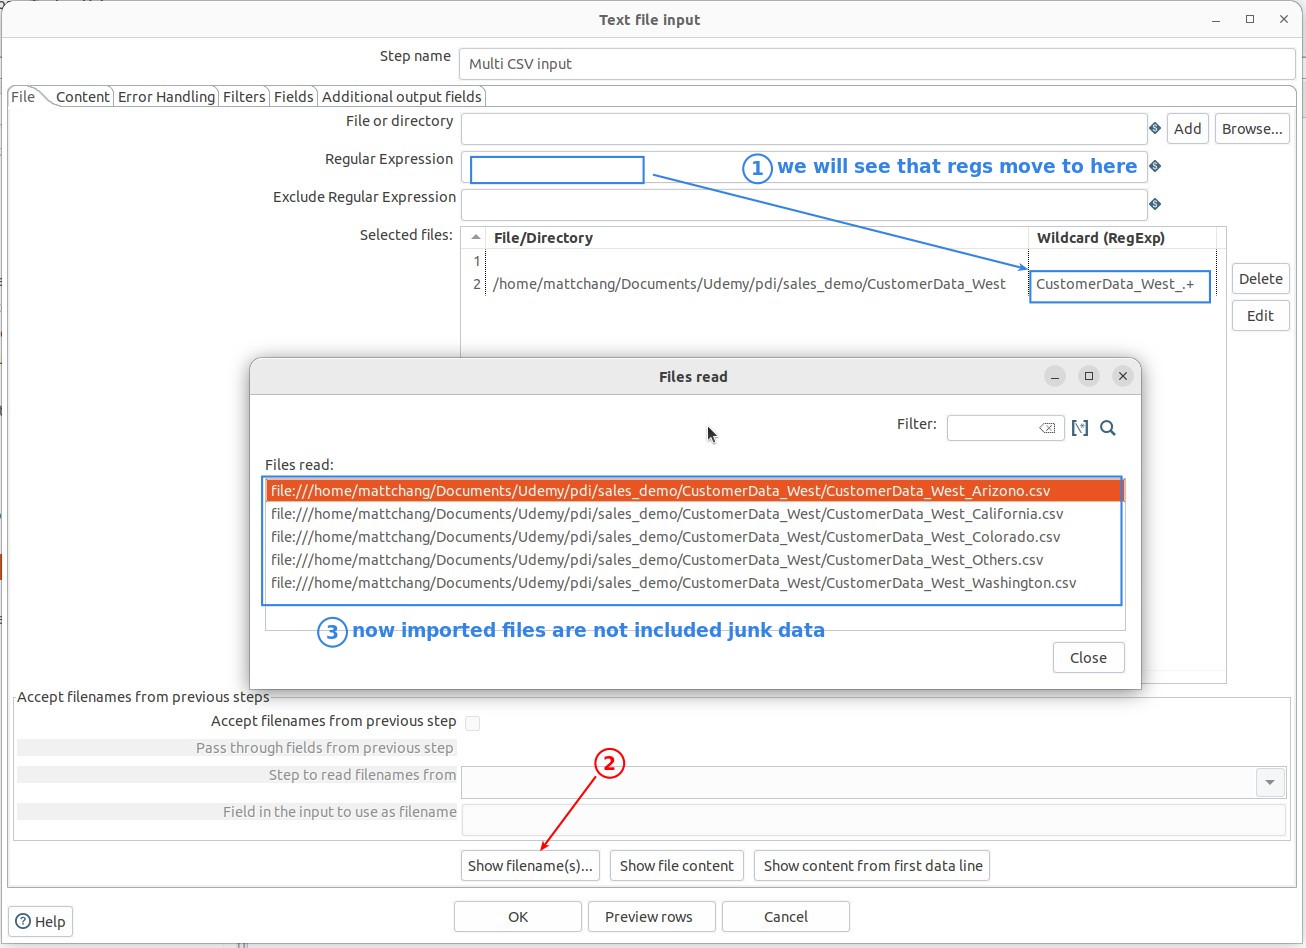 Text file input
Step name
Multi CSV input
File
Content
Error Handling
Filters
Fields
Additional output fields
File or directory
Add
Browse...
Regular Expression
1 we will see that regs move to here
Exclude Regular Expression
Selected files:
File/Directory
Wildcard (RegExp)
1
2 /home/mattchang/Documents/Udemy/pdi/sales_demo/CustomerData_West
CustomerData_West_.+
Delete
Edit
Files read
Filter:
Files read:
file:///home/mattchang/Documents/Udemy/pdi/sales_demo/CustomerData_West/CustomerData_West_Arizono.csv
file:///home/mattchang/Documents/Udemy/pdi/sales_demo/CustomerData_West/CustomerData_West_California.csv
file:///home/mattchang/Documents/Udemy/pdi/sales_demo/CustomerData_West/CustomerData_West_Colorado.csv
file:///home/mattchang/Documents/Udemy/pdi/sales_demo/CustomerData_West/CustomerData_West_Others.csv
file:///home/mattchang/Documents/Udemy/pdi/sales_demo/CustomerData_West/CustomerData_West_Washington.csv
3 now imported files are not included junk data
Close
Accept filenames from previous steps
Accept filenames from previous step
Pass through fields from previous step
2
Step to read filenames from
Field in the input to use as filename
Show filename(s)...
Show file content
Show content from first data line
Help
OK
Preview rows
Cancel